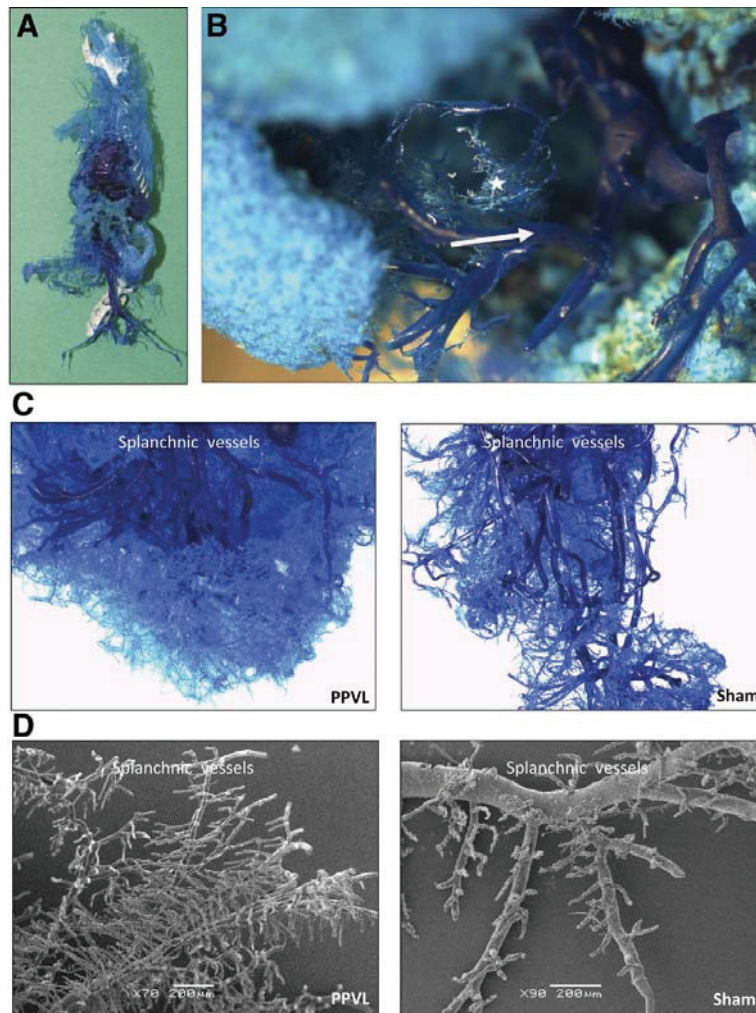 A
B
C
Splanchnic vessels
PPVL
Splanchnic vessels
Sham
D
Splanchnic vessels
X70 200μm
PPVL
Splanchnic vessels
X90 200μm
Sham